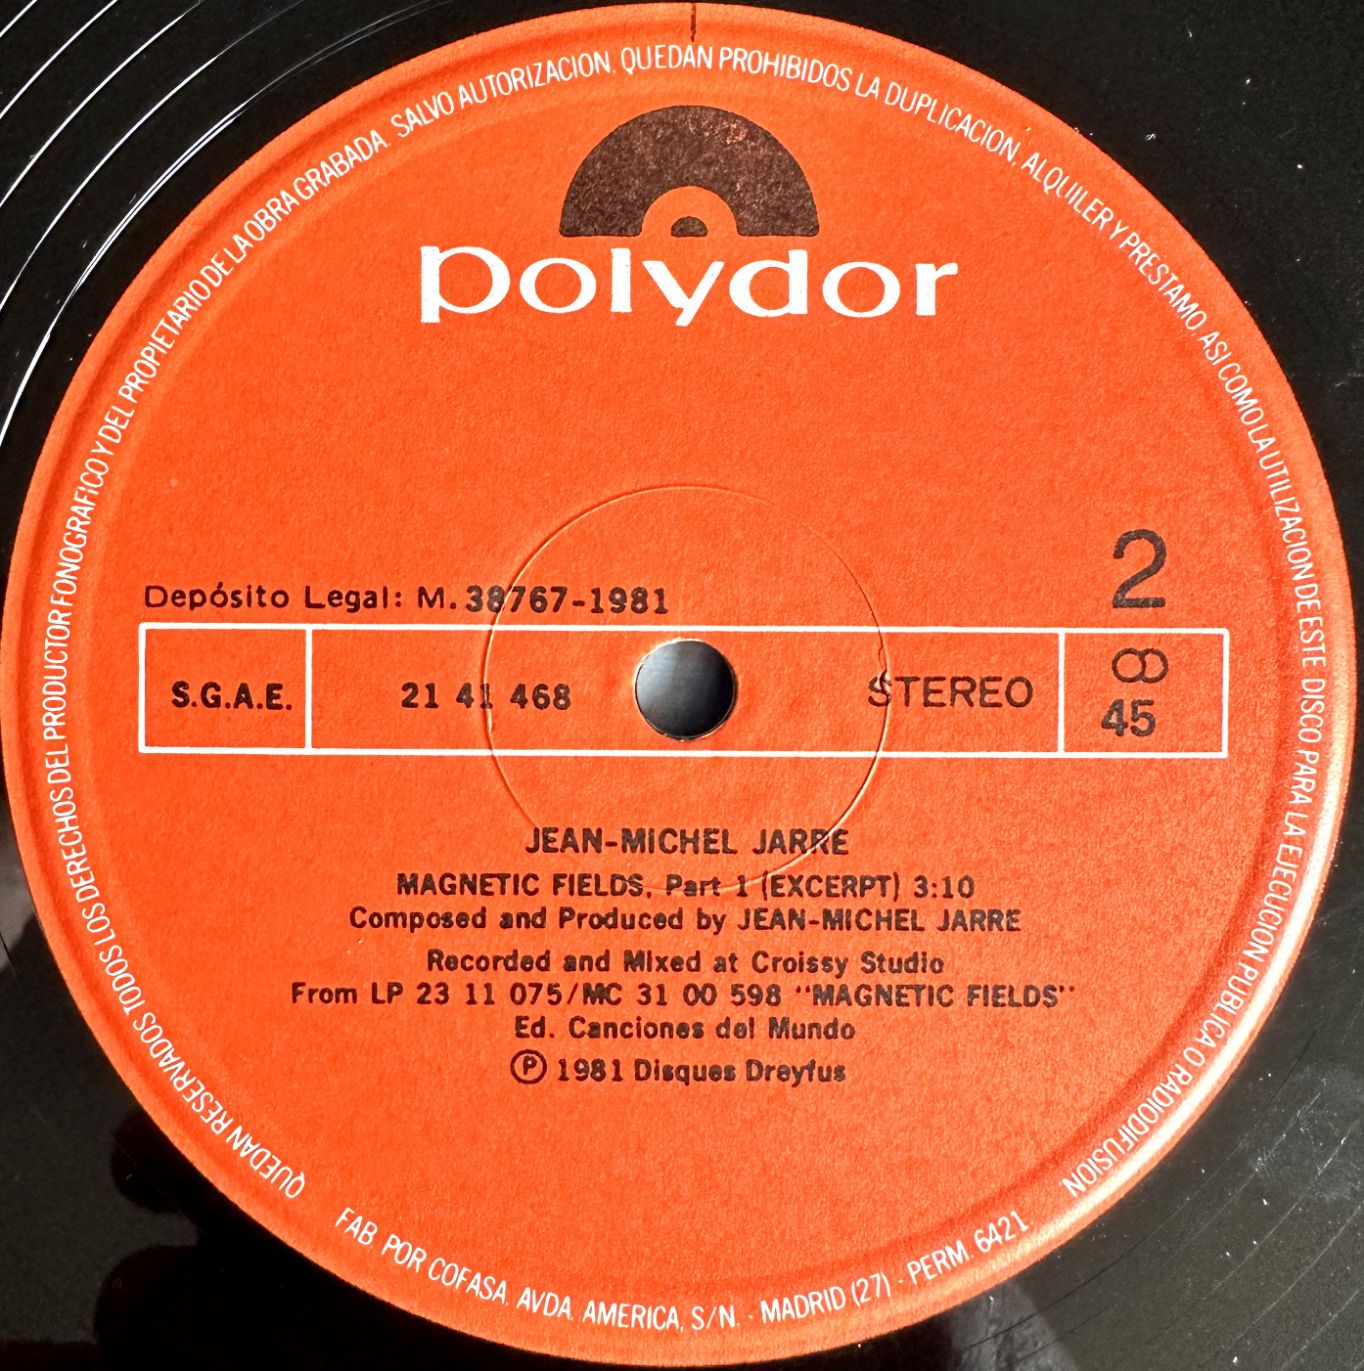 QUEDAN RESERVADOS TODOS LOS DERECHOS DEL PRODUCTOR FONOGRAFICO Y DEL PROPIETARIO DE LA OBRA GRABADA. SALVO AUTORIZACION, QUEDAN PROHIBIDOS LA DUPLICACION, ALQUILER Y PRESTAMO, ASI COMO LA UTILIZACION DE ESTE DISCO PARA LA EJECUCION PUBLICA O RADIODIFUSION
polydor
2
Depósito Legal: M. 38767-1981
S.G.A.E. 21 41 468 STEREO 8
45
JEAN-MICHEL JARRE
MAGNETIC FIELDS, Part 1 (EXCERPT) 3:10
Composed and Produced by JEAN-MICHEL JARRE
Recorded and Mixed at Croissy Studio
From LP 23 11 075/MC 31 00 598 "MAGNETIC FIELDS"
Ed. Canciones del Mundo
℗ 1981 Disques Dreyfus
FAB. POR COFASA. AVDA. AMERICA, S/N. · MADRID (27) · PERM. 6421